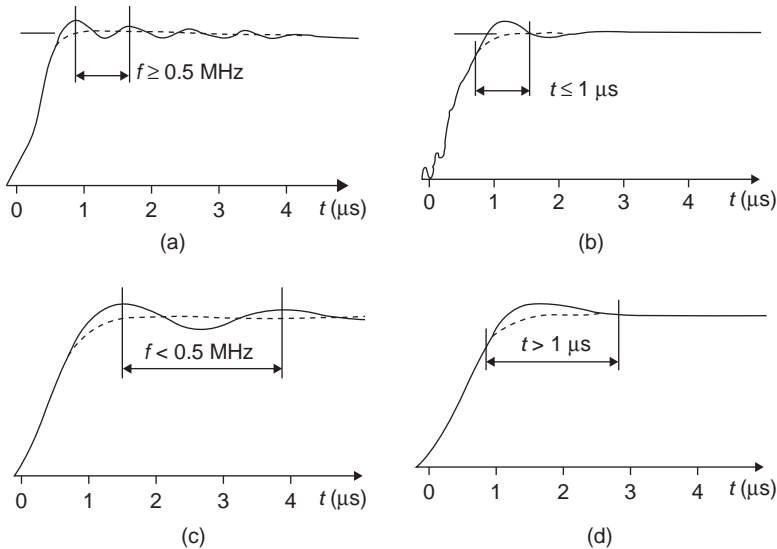 f ≥ 0.5 MHz
0 1 2 3 4 t (μs)
(a)
t ≤ 1 μs
0 1 2 3 4 t (μs)
(b)
f < 0.5 MHz
0 1 2 3 4 t (μs)
(c)
t > 1 μs
0 1 2 3 4 t (μs)
(d)